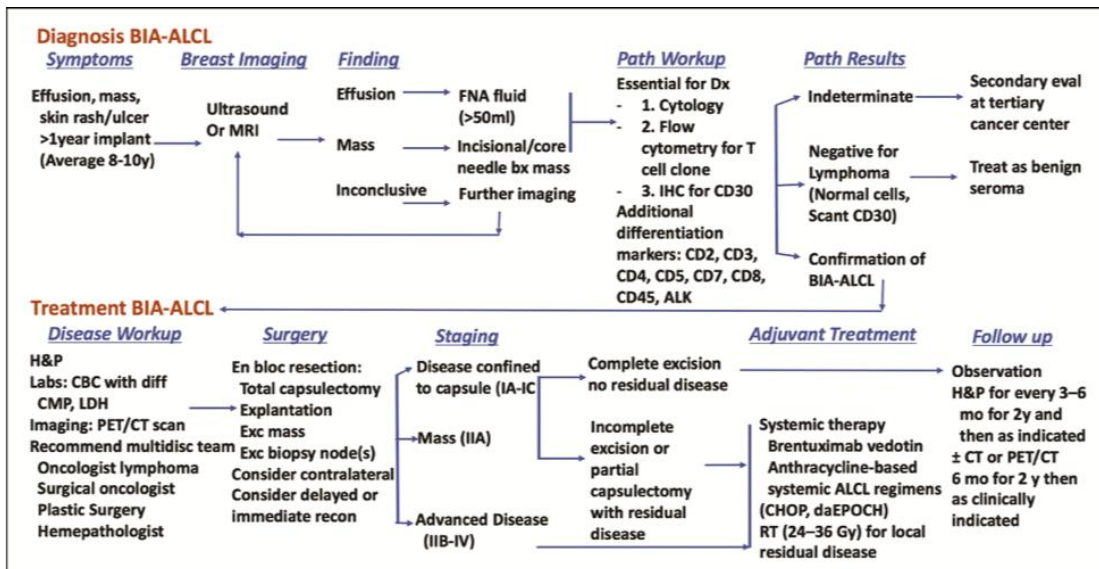 Diagnosis BIA-ALCL
Symptoms
Effusion, mass,
skin rash/ulcer
>1year implant
(Average 8-10y)
Breast Imaging
Ultrasound
Or MRI
Finding
Effusion
FNA fluid
(>50ml)
Mass
Incisional/core
needle bx mass
Inconclusive
Further imaging
Path Workup
Essential for Dx
- 1. Cytology
- 2. Flow
cytometry for T
cell clone
- 3. IHC for CD30
Additional
differentiation
markers: CD2, CD3,
CD4, CD5, CD7, CD8,
CD45, ALK
Path Results
Indeterminate
Secondary eval
at tertiary
cancer center
Negative for
Lymphoma
(Normal cells,
Scant CD30)
Treat as benign
seroma
Confirmation of
BIA-ALCL
Treatment BIA-ALCL
Disease Workup
H&P
Labs: CBC with diff
CMP, LDH
Imaging: PET/CT scan
Recommend multidisc team
Oncologist lymphoma
Surgical oncologist
Plastic Surgery
Hemepathologist
Surgery
En bloc resection:
Total capsulectomy
Explantation
Exc mass
Exc biopsy node(s)
Consider contralateral
Consider delayed or
immediate recon
Staging
Disease confined
to capsule (IA-IC
Mass (IIA)
Advanced Disease
(IIB-IV)
Complete excision
no residual disease
Incomplete
excision or
partial
capsulectomy
with residual
disease
Adjuvant Treatment
Systemic therapy
Brentuximab vedotin
Anthracycline-based
systemic ALCL regimens
(CHOP, daEPOCH)
RT (24–36 Gy) for local
residual disease
Follow up
Observation
H&P for every 3–6
mo for 2y and
then as indicated
± CT or PET/CT
6 mo for 2 y then
as clinically
indicated